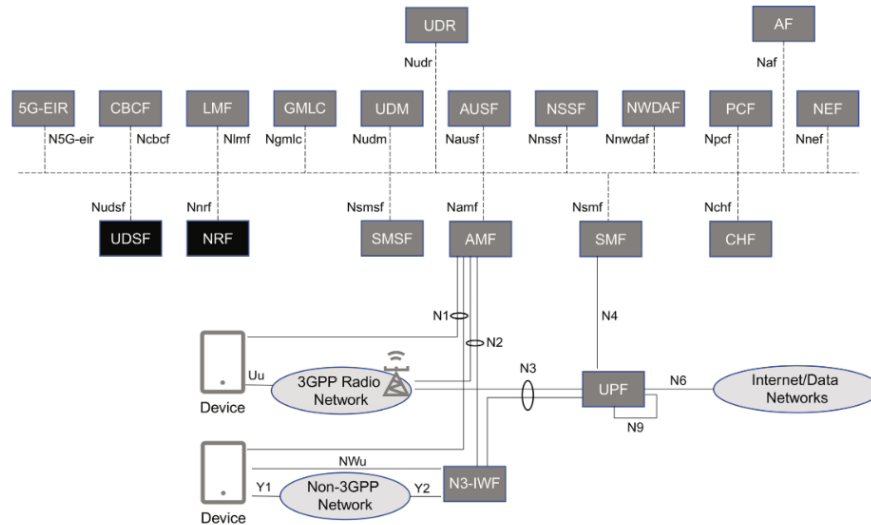 UDR
AF
Nudr
Naf
5G-EIR
CBCF
LMF
GMLC
UDM
AUSF
NSSF
NWDAF
PCF
NEF
N5G-eir
Ncbcf
Nlmf
Ngmlc
Nudm
Nausf
Nnssf
Nnwdaf
Npcf
Nnef
Nudsf
Nnrf
Nsmsf
Namf
Nsmf
Nchf
UDSF
NRF
SMSF
AMF
SMF
CHF
N1
N2
N4
Uu
3GPP Radio
Network
Device
N3
UPF
N6
Internet/Data
Networks
N9
NWu
Y1
Non-3GPP
Network
Y2
N3-IWF
Device